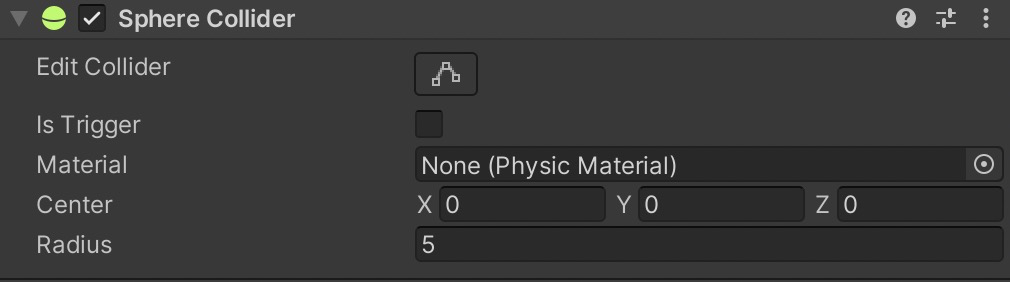 Sphere Collider
Edit Collider
Is Trigger
Material None (Physic Material)
Center X 0 Y 0 Z 0
Radius 5